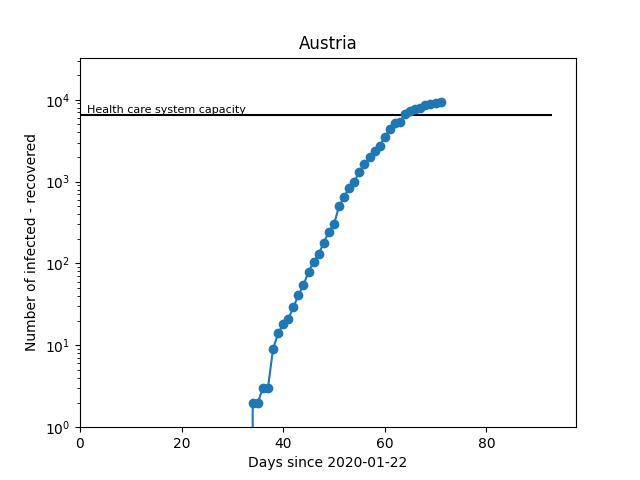 Austria
Number of infected - recovered
10^4
10^3
10^2
10^1
10^0
Health care system capacity
0 20 40 60 80
Days since 2020-01-22